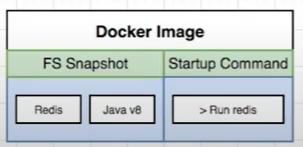 Docker Image
FS Snapshot
Startup Command
Redis
Java v8
> Run redis